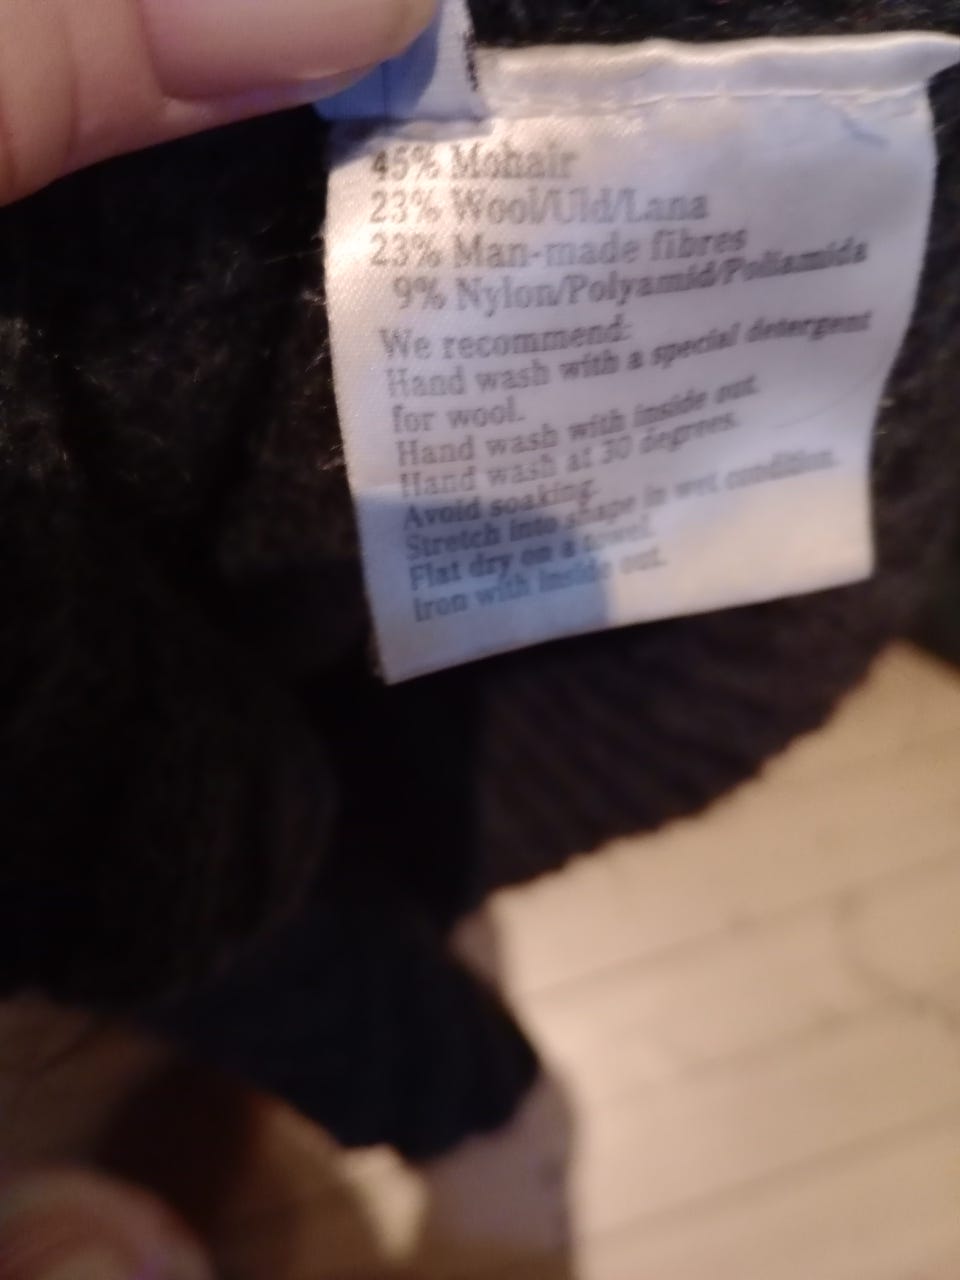 45% Mohair
23% Wool/Uld/Lana
23% Man-made fibres
9% Nylon/Polyamid/Poliamida
We recommend:
Hand wash with a special detergent
for wool.
Hand wash with inside out.
Hand wash at 30 degrees.
Avoid soaking.
Stretch into shape in wet condition.
Flat dry on a towel.
Iron with inside out.